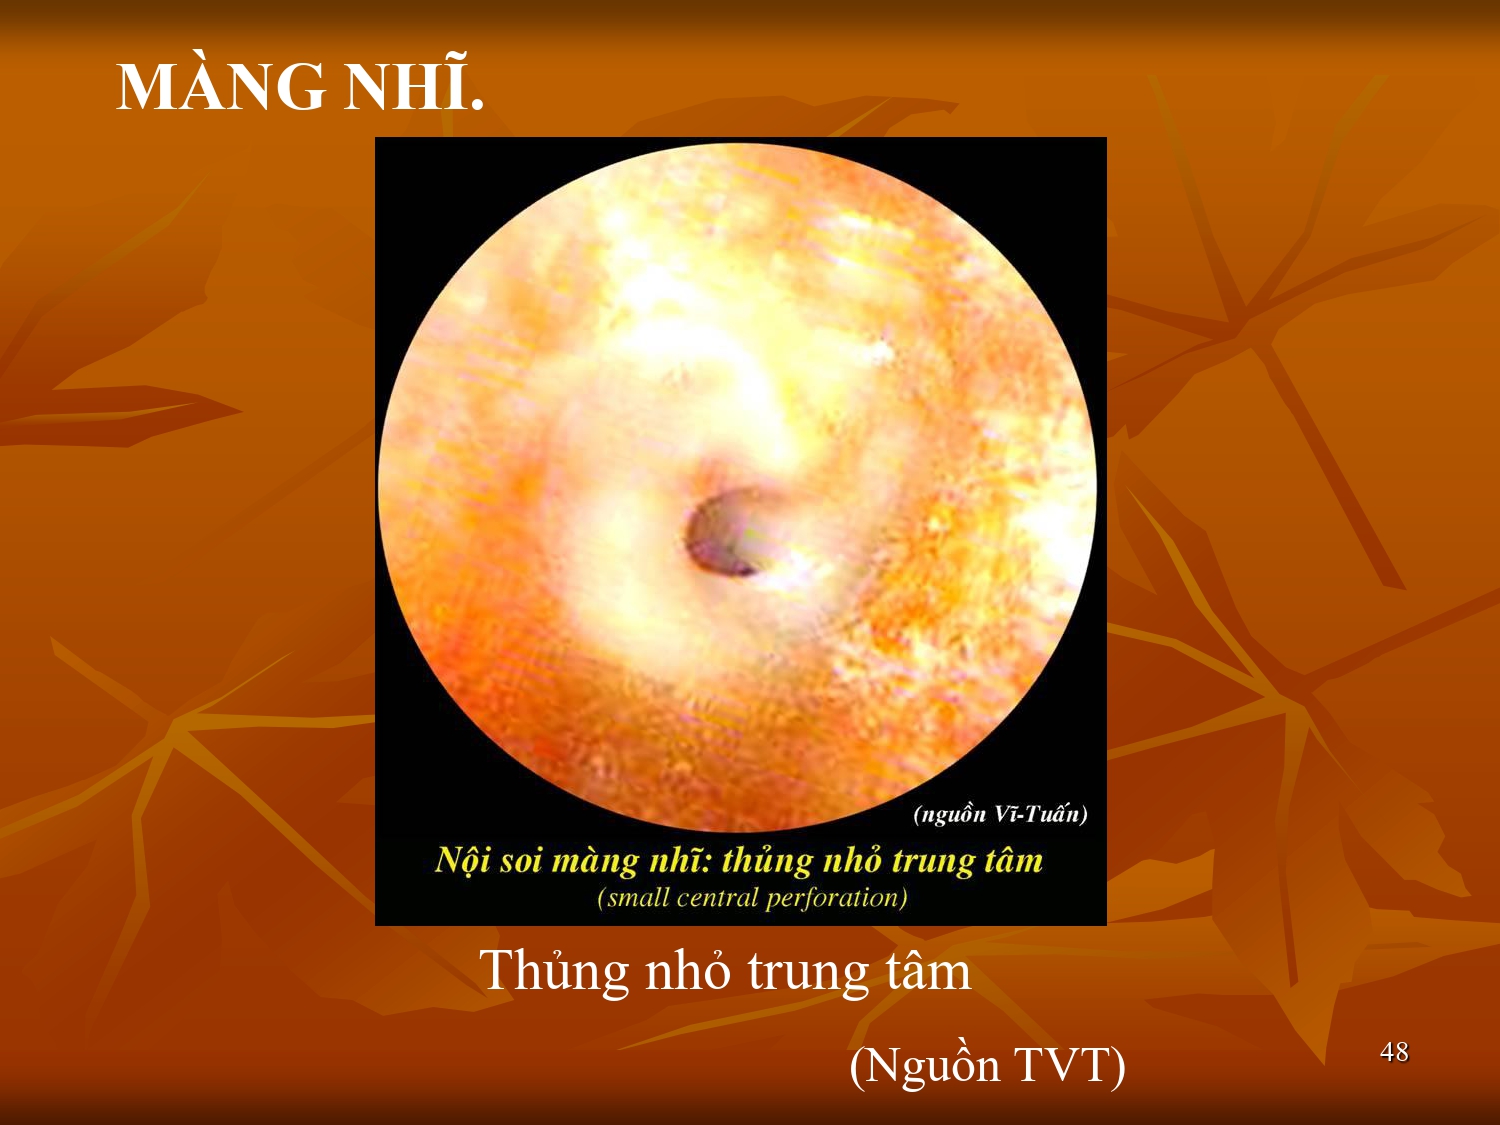 MÀNG NHĨ.
(nguồn Vĩ-Tuấn)
Nội soi màng nhĩ: thủng nhỏ trung tâm
(small central perforation)
Thủng nhỏ trung tâm
(Nguồn TVT)
48